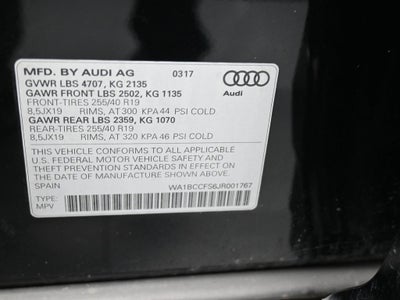 MFD. BY AUDI AG 0317
GVWR LBS 4707, KG 2135
GAWR FRONT LBS 2502, KG 1135
FRONT-TIRES 255/40 R19
8,5JX19 RIMS, AT 300 KPA 44 PSI COLD
GAWR REAR LBS 2359, KG 1070
REAR-TIRES 255/40 R19
8,5JX19 RIMS, AT 320 KPA 46 PSI COLD
Audi
THIS VEHICLE CONFORMS TO ALL APPLICABLE
U.S. FEDERAL MOTOR VEHICLE SAFETY AND
THEFT PREVENTION STANDARDS IN EFFECT ON
THE DATE OF MANUFACTURE SHOWN ABOVE.
SPAIN WA1BCCFS6JR001767
TYPE:
MPV